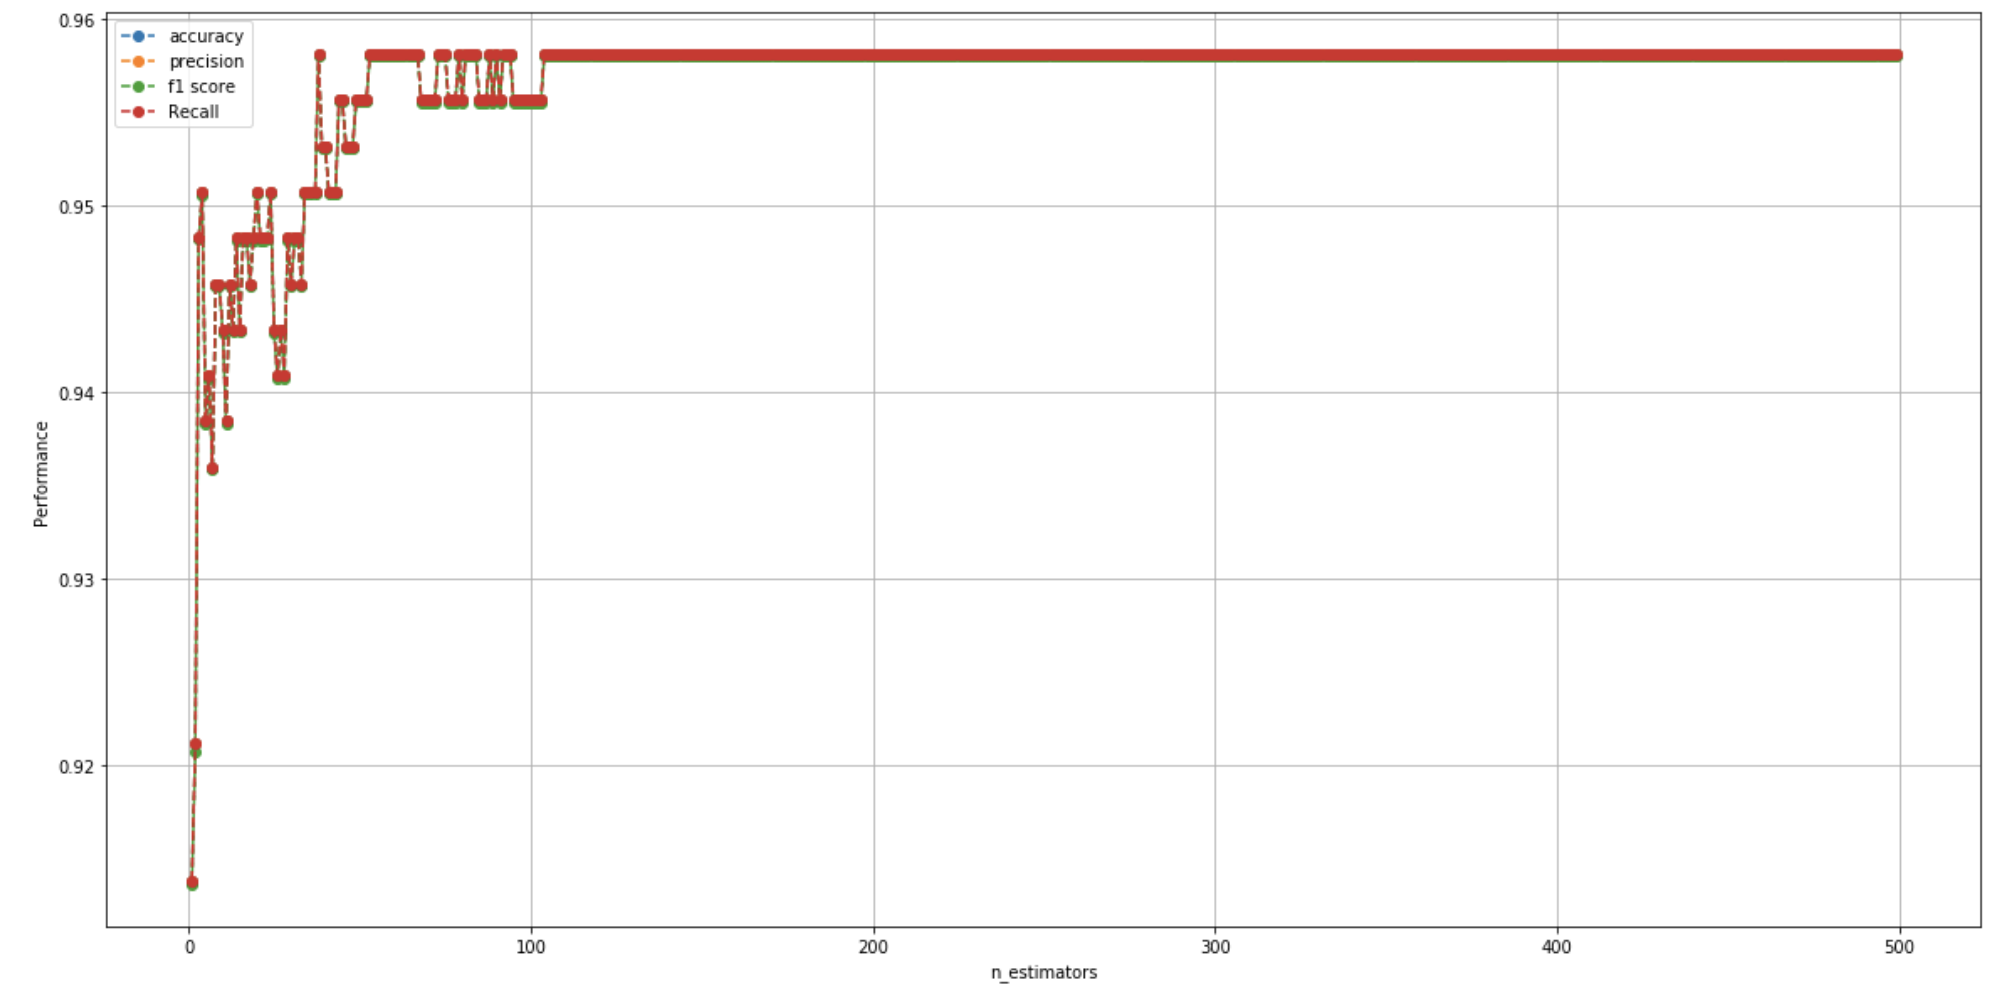 0.96
0.95
0.94
0.93
0.92
Performance
accuracy
precision
f1 score
Recall
0 100 200 300 400 500
n_estimators